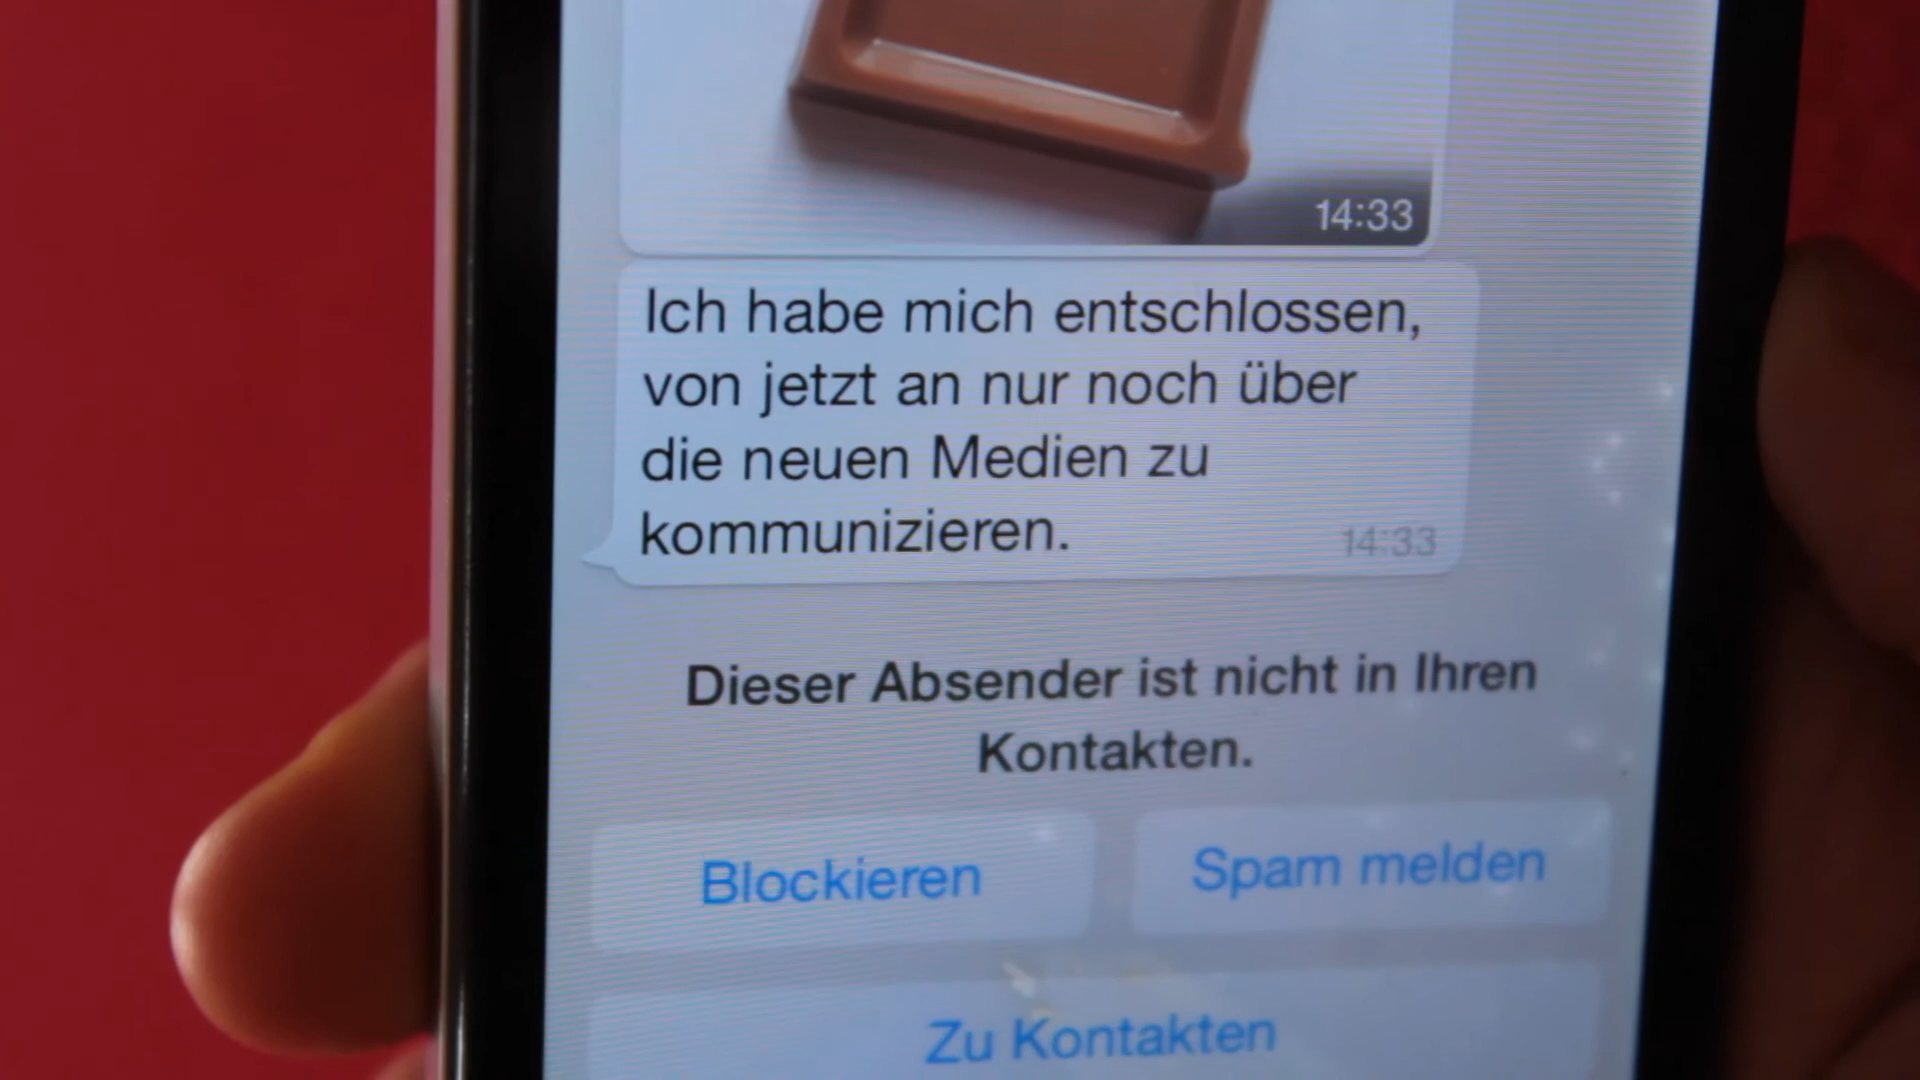 14:33
Ich habe mich entschlossen,
von jetzt an nur noch über
die neuen Medien zu
kommunizieren.
14:33
Dieser Absender ist nicht in Ihren
Kontakten.
Blockieren
Spam melden
Zu Kontakten